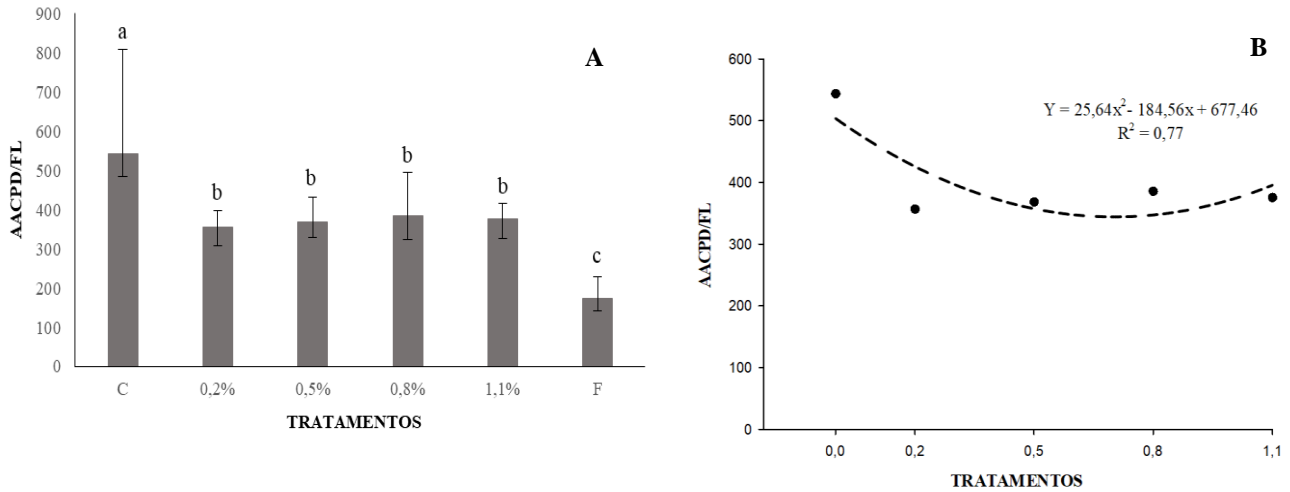 A
AACPD/FL
900
800
700
600
500
400
300
200
100
0
a
b
b
b
b
c
C 0,2% 0,5% 0,8% 1,1% F
TRATAMENTOS
B
AACPD/FL
600
500
400
300
200
100
0
Y = 25,64x² - 184,56x + 677,46
R² = 0,77
0,0 0,2 0,5 0,8 1,1
TRATAMENTOS